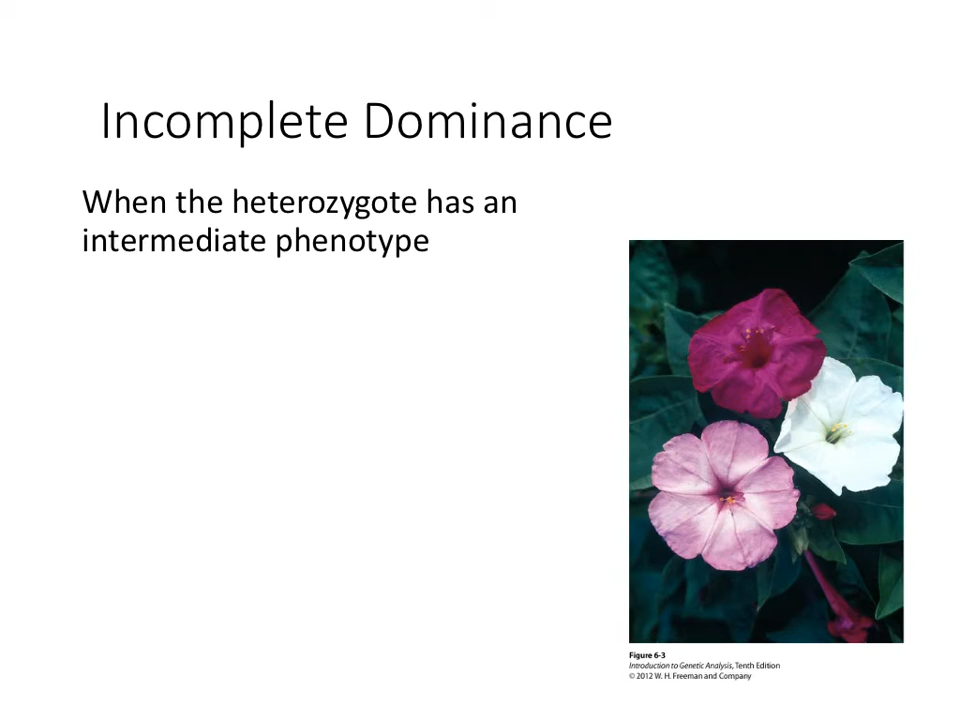 Incomplete Dominance
When the heterozygote has an
intermediate phenotype
Figure 6-3
Introduction to Genetic Analysis, Tenth Edition
© 2012 W. H. Freeman and Company